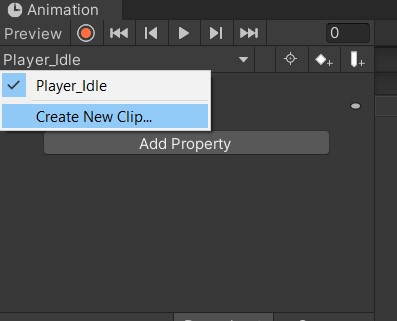 Animation
Preview 0
Player_Idle
Player_Idle
Create New Clip...
Add Property